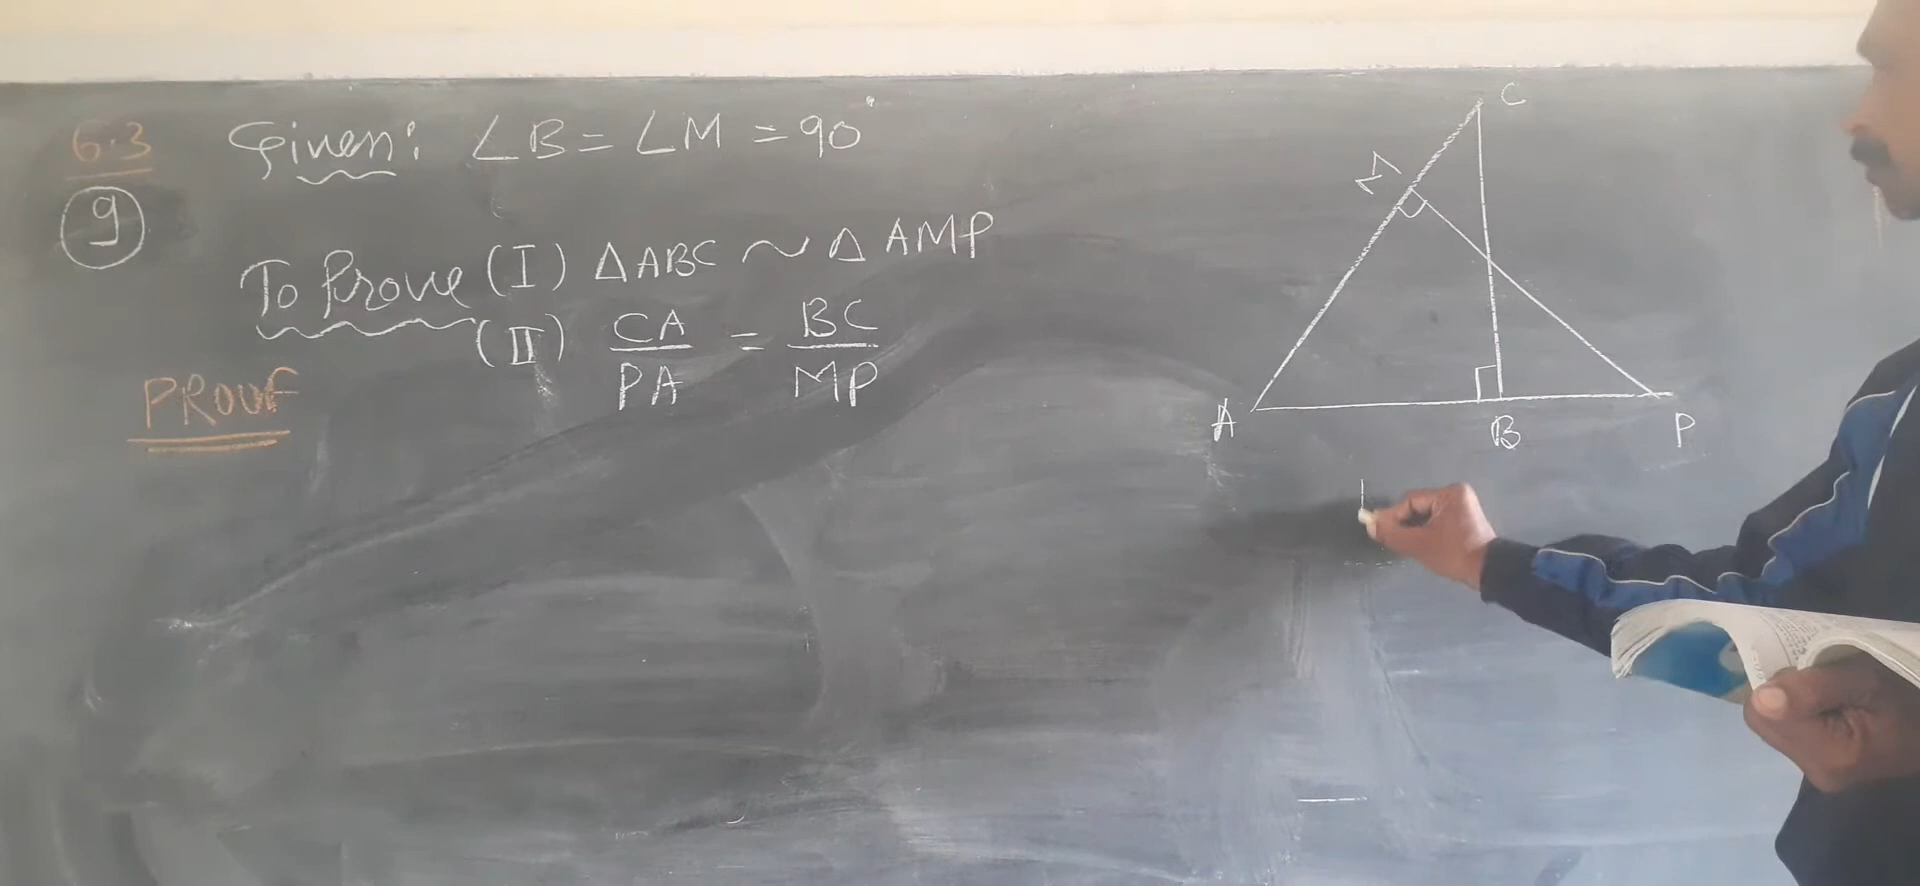 6.3 Given: ∠B = ∠M = 90°
9
To Prove (I) ΔABC ~ Δ AMP
(II) CA/PA = BC/MP
PROOF
C
M
A B P